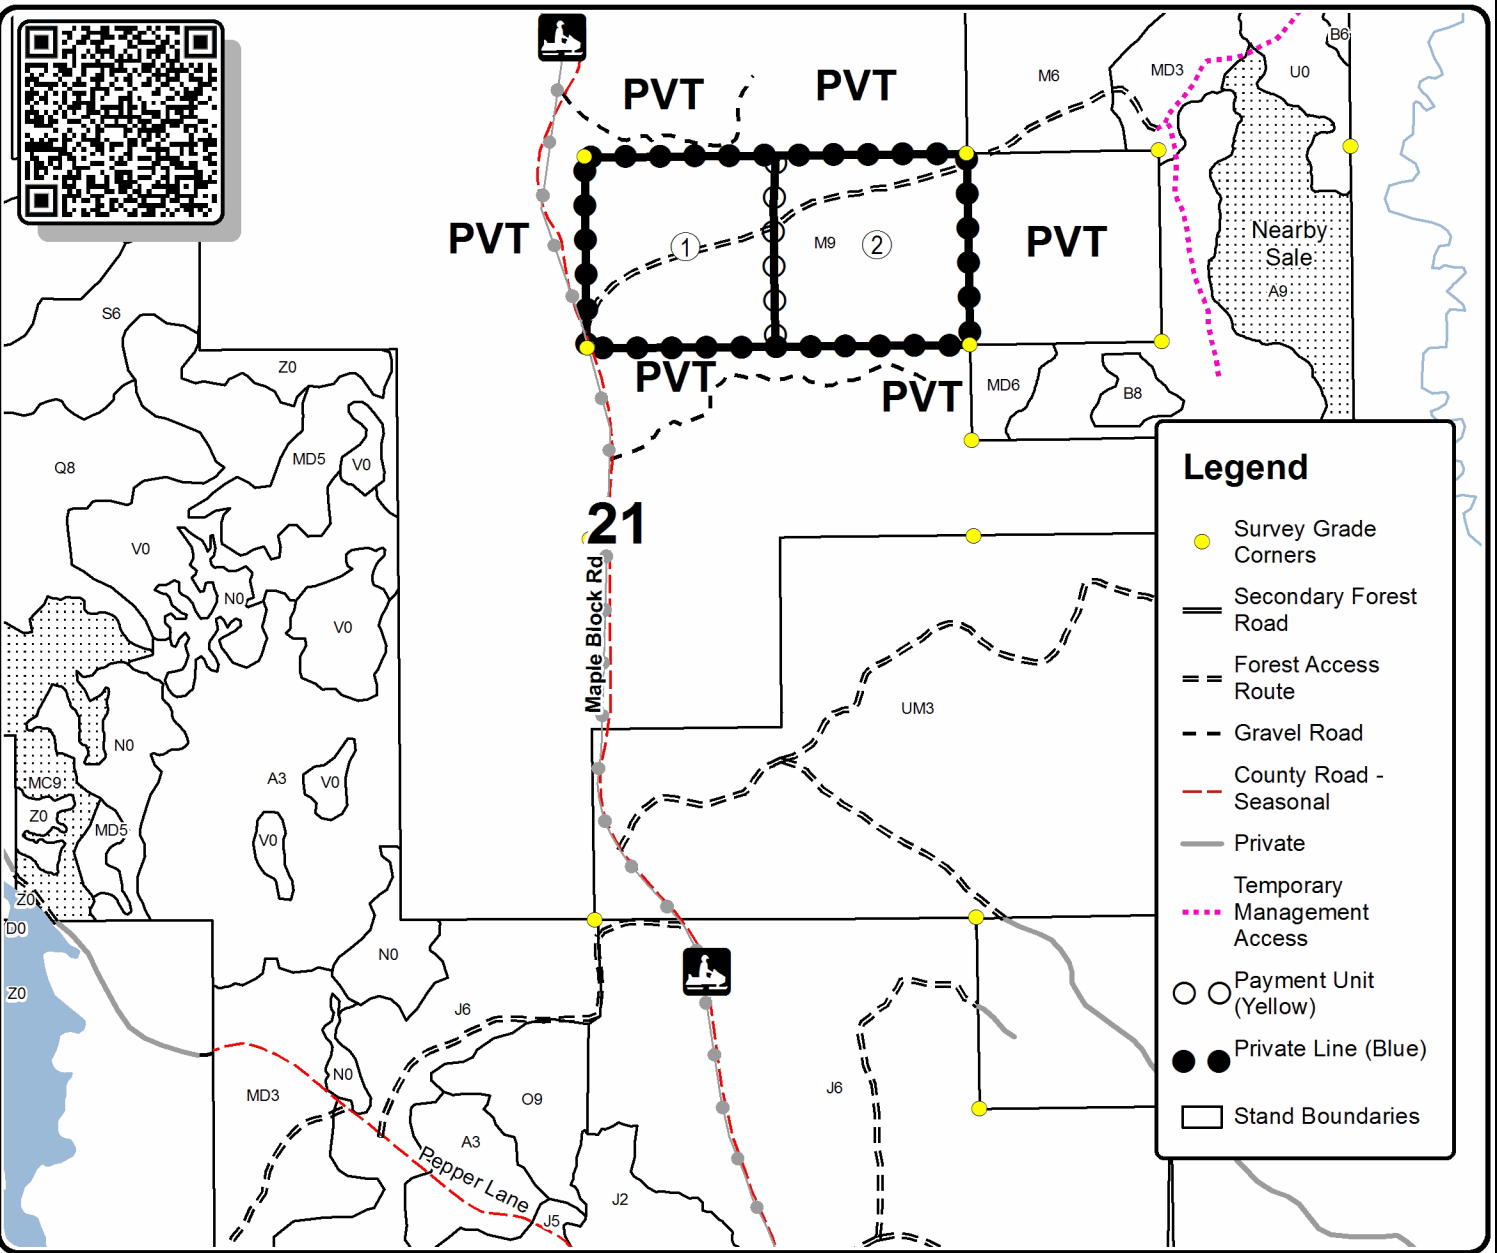 B6
PVT
PVT
M6
MD3
U0
PVT
1
M9
2
PVT
Nearby
Sale
A9
S6
Z0
PVT
PVT
MD6
B8
Q8
MD5
V0
21
V0
N0
V0
Maple Block Rd
UM3
N0
MC9
A3
V0
Z0
MD5
V0
Z0
D0
Z0
N0
J6
N0
MD3
O9
J6
A3
Pepper Lane
J2
J5
Legend
Survey Grade
Corners
Secondary Forest
Road
Forest Access
Route
Gravel Road
County Road -
Seasonal
Private
Temporary
Management
Access
Payment Unit
(Yellow)
Private Line (Blue)
Stand Boundaries